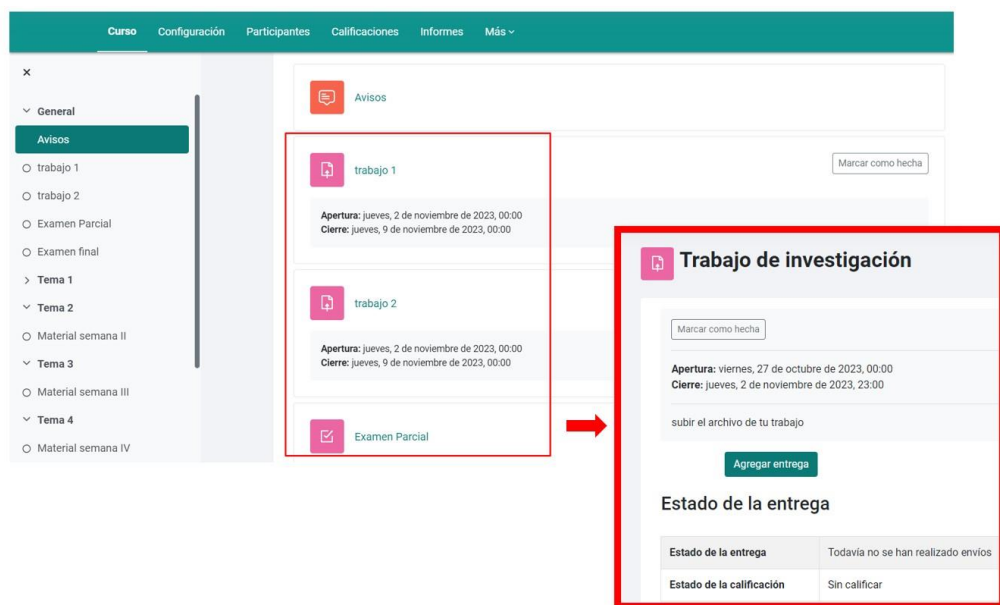 Curso Configuración Participantes Calificaciones Informes Más
×
General
Avisos
trabajo 1
trabajo 2
Examen Parcial
Examen final
Tema 1
Tema 2
Material semana II
Tema 3
Material semana III
Tema 4
Material semana IV
Avisos
trabajo 1
Marcar como hecha
Apertura: jueves, 2 de noviembre de 2023, 00:00
Cierre: jueves, 9 de noviembre de 2023, 00:00
trabajo 2
Apertura: jueves, 2 de noviembre de 2023, 00:00
Cierre: jueves, 9 de noviembre de 2023, 00:00
Examen Parcial
Trabajo de investigación
Marcar como hecha
Apertura: viernes, 27 de octubre de 2023, 00:00
Cierre: jueves, 2 de noviembre de 2023, 23:00
subir el archivo de tu trabajo
Agregar entrega
Estado de la entrega
Estado de la entrega Todavía no se han realizado envíos
Estado de la calificación Sin calificar